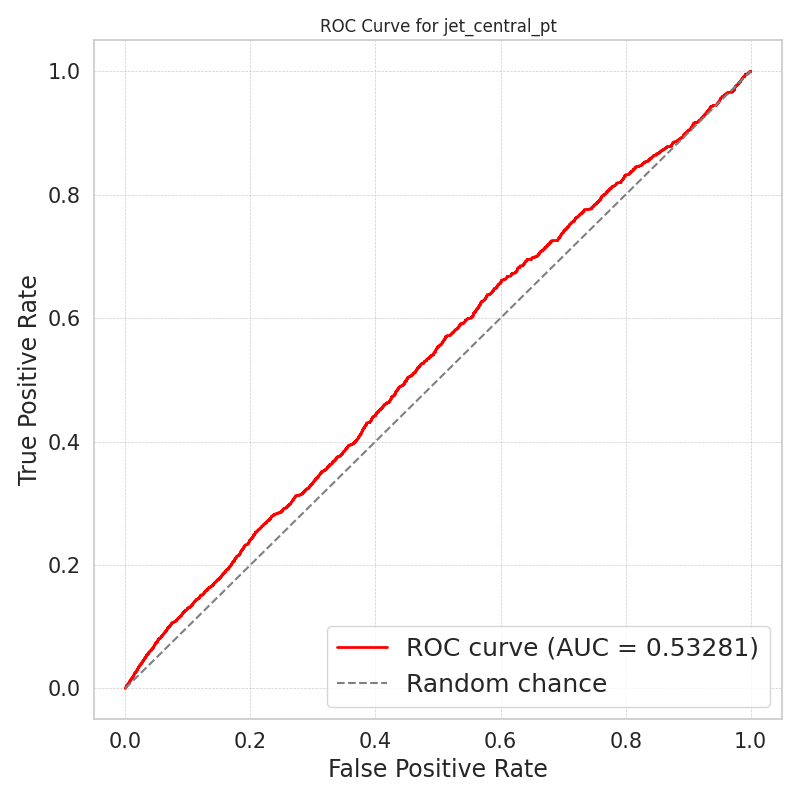 ROC Curve for jet_central_pt
1.0
0.8
0.6
0.4
0.2
0.0
True Positive Rate
ROC curve (AUC = 0.53281)
Random chance
0.0 0.2 0.4 0.6 0.8 1.0
False Positive Rate